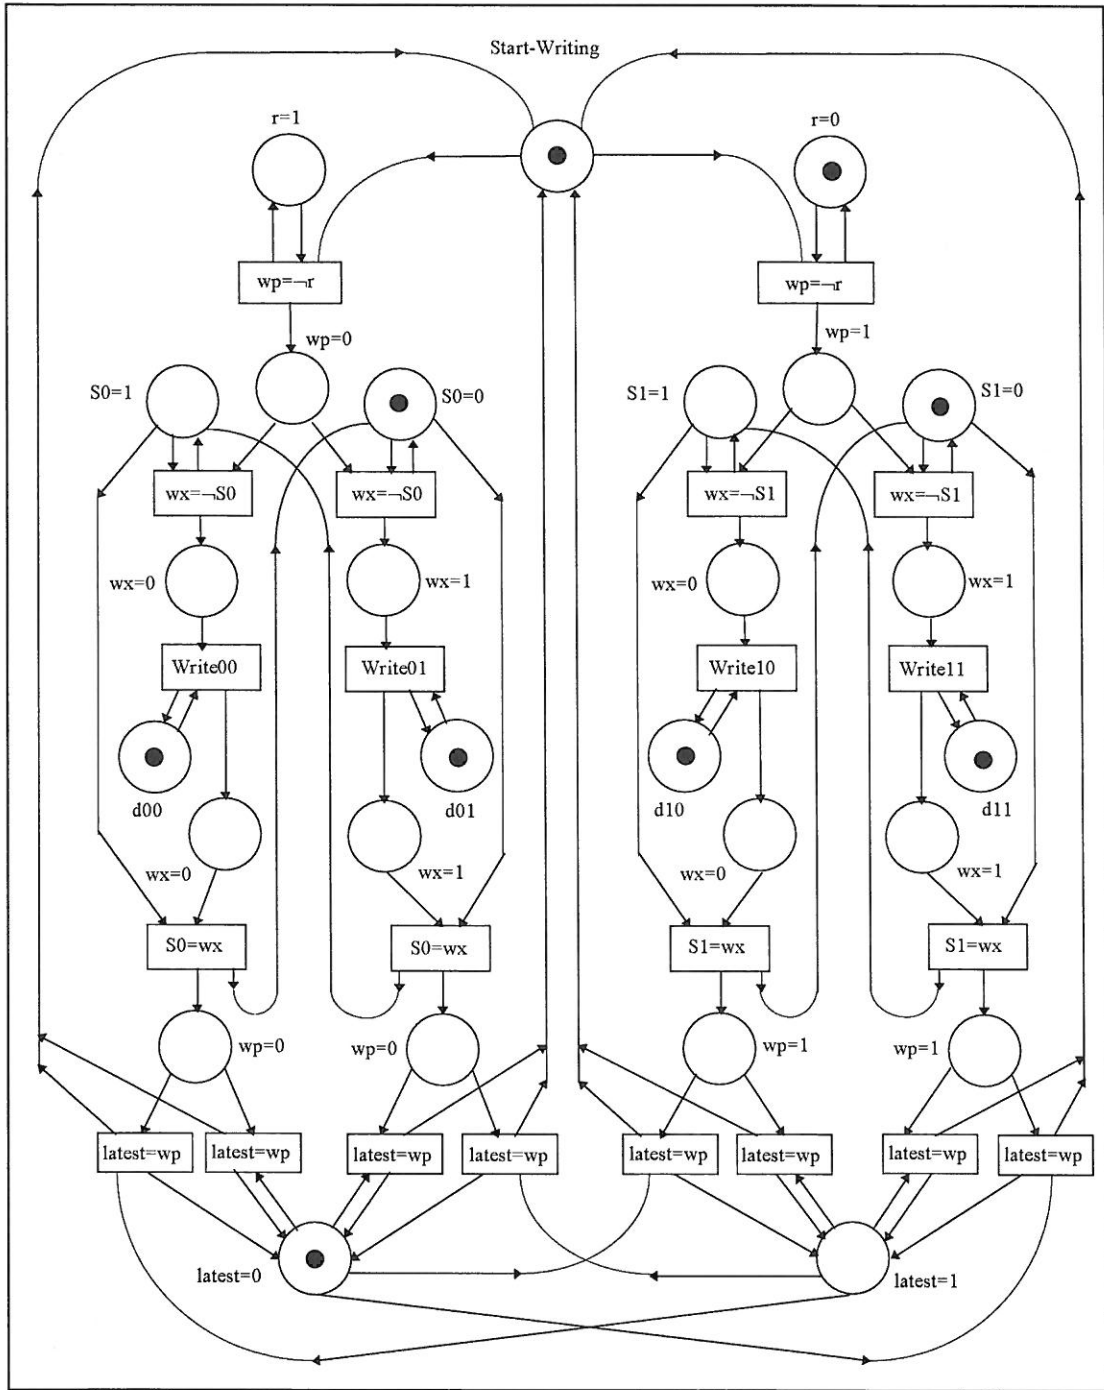 Start-Writing
r=1
r=0
wp=¬r
wp=¬r
wp=0
wp=1
S0=1
S0=0
S1=1
S1=0
wx=¬S0
wx=¬S0
wx=¬S1
wx=¬S1
wx=0
wx=1
wx=0
wx=1
Write00
Write01
Write10
Write11
d00
d01
d10
d11
wx=0
wx=1
wx=0
wx=1
S0=wx
S0=wx
S1=wx
S1=wx
wp=0
wp=0
wp=1
wp=1
latest=wp
latest=wp
latest=wp
latest=wp
latest=wp
latest=wp
latest=wp
latest=wp
latest=0
latest=1